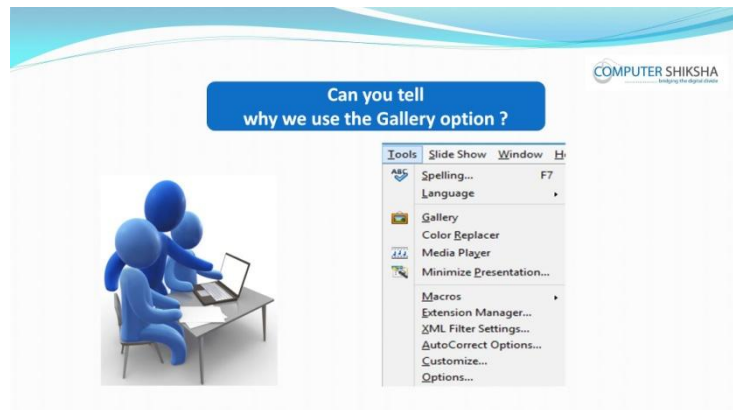 COMPUTER SHIKSHA
bridging the digital divide
Can you tell
why we use the Gallery option ?
Tools Slide Show Window H
ABC Spelling... F7
Language
Gallery
Color Replacer
Media Player
Minimize Presentation...
Macros
Extension Manager...
XML Filter Settings...
AutoCorrect Options...
Customize...
Options...